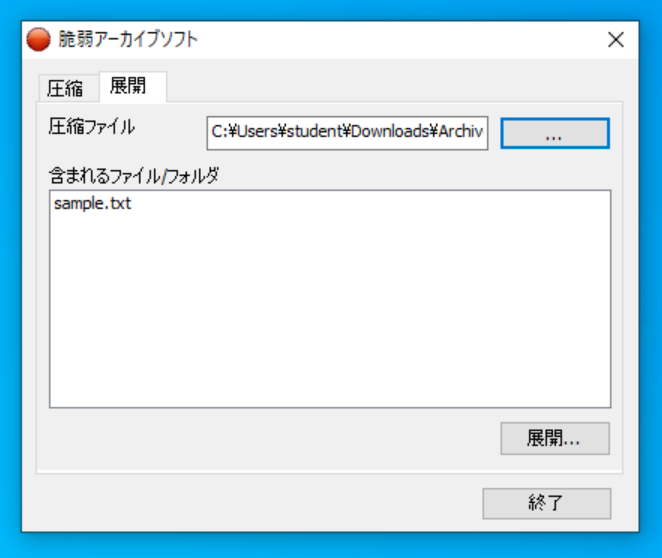 脆弱アーカイブソフト
圧縮 展開
圧縮ファイル C:¥Users¥student¥Downloads¥Archiv ...
含まれるファイル/フォルダ
sample.txt
展開...
終了